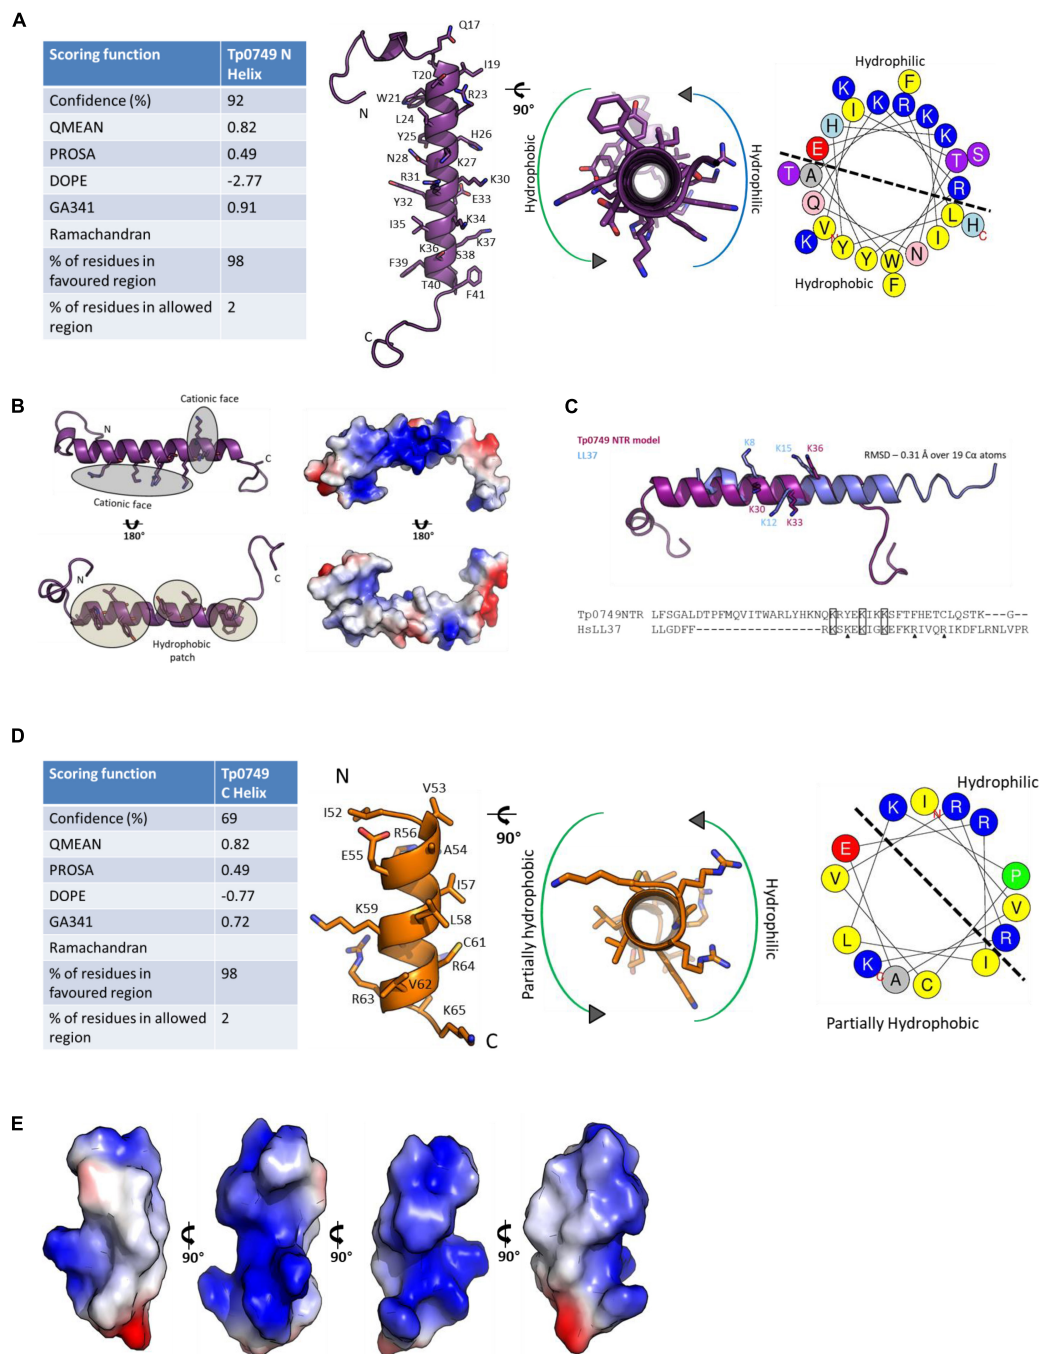 A
Scoring function Tp0749 N Helix
Confidence (%) 92
QMEAN 0.82
PROSA 0.49
DOPE -2.77
GA341 0.91
Ramachandran
% of residues in favoured region 98
% of residues in allowed region 2
Q17
I19
T20
W21
R23
N
L24
Y25
H26
N28
K27
R31
K30
Y32
E33
I35
K34
K36
K37
F39
S38
T40
F41
C
90°
Hydrophobic
Hydrophilic
Hydrophilic
F
K
I
K
R
K
K
H
E
T
S
T
A
R
Q
L
H
C
K
V
N
Y
Y
W
N
I
F
Hydrophobic
B
Cationic face
N
C
Cationic face
180°
180°
N
C
Hydrophobic patch
C
Tp0749 NTR model
LL37
K8
K15
K36
RMSD – 0.31 Å over 19 Cα atoms
K30
K12
K33
Tp0749NTR LFSGALDTPFMQVITWARLYHKNQKRYEKIKKSFTFHETCLQSTK---G--
HsLL37 LLGDFF------------------RKSKEKIGKEFKRIVQRIKDFLRNLVPR
D
Scoring function Tp0749 C Helix
Confidence (%) 69
QMEAN 0.82
PROSA 0.49
DOPE -0.77
GA341 0.72
Ramachandran
% of residues in favoured region 98
% of residues in allowed region 2
N
V53
I52
R56
A54
E55
I57
K59
L58
C61
R64
R63
V62
K65
C
90°
Partially hydrophobic
Hydrophilic
Hydrophilic
K
I
N
R
R
E
P
V
V
L
R
K
C
A
C
I
Partially Hydrophobic
E
90°
90°
90°